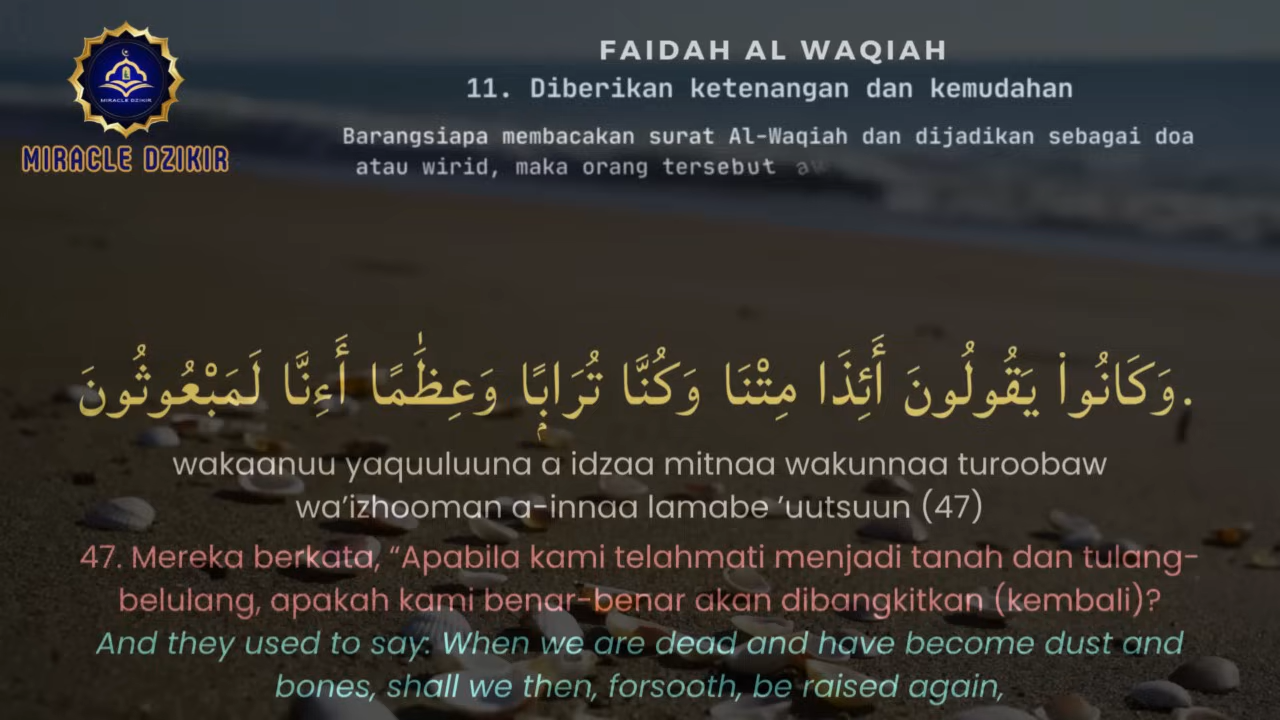 MIRACLE DZIKIR
MIRACLE DZIKIR
FAIDAH AL WAQIAH
11. Diberikan ketenangan dan kemudahan
Barangsiapa membacakan surat Al-Waqiah dan dijadikan sebagai doa
atau wirid, maka orang tersebut
وَكَانُوا۟ يَقُولُونَ أَئِذَا مِتْنَا وَكُنَّا تُرَابًۭا وَعِظَٰمًا أَءِنَّا لَمَبْعُوثُونَ.
wakaanuu yaquuluuna a idzaa mitnaa wakunnaa turoobaw
wa’izhooman a-innaa lamabe ‘uutsuun (47)
47. Mereka berkata, “Apabila kami telahmati menjadi tanah dan tulang-
belulang, apakah kami benar-benar akan dibangkitkan (kembali)?
And they used to say: When we are dead and have become dust and
bones, shall we then, forsooth, be raised again,